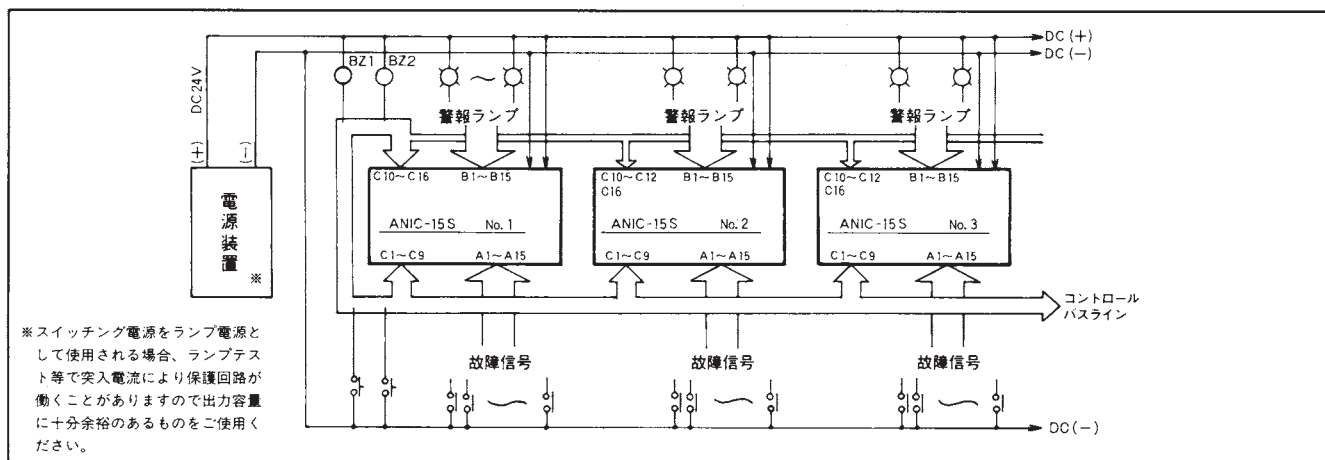 DC(+)
DC(−)
BZ1
BZ2
～
DC24V
(+)
(−)
警報ランプ
警報ランプ
警報ランプ
C10～C16
B1～B15
C10～C12
C16
B1～B15
C10～C12
C16
B1～B15
電源装置
※
ANIC-15S
No.1
ANIC-15S
No.2
ANIC-15S
No.3
C1～C9
A1～A15
C1～C9
A1～A15
C1～C9
A1～A15
コントロール
バスライン
※スイッチング電源をランプ電源と
して使用される場合、ランプテス
ト等で突入電流により保護回路が
働くことがありますので出力容量
に十分余裕のあるものをご使用く
ださい。
故障信号
故障信号
故障信号
DC(−)